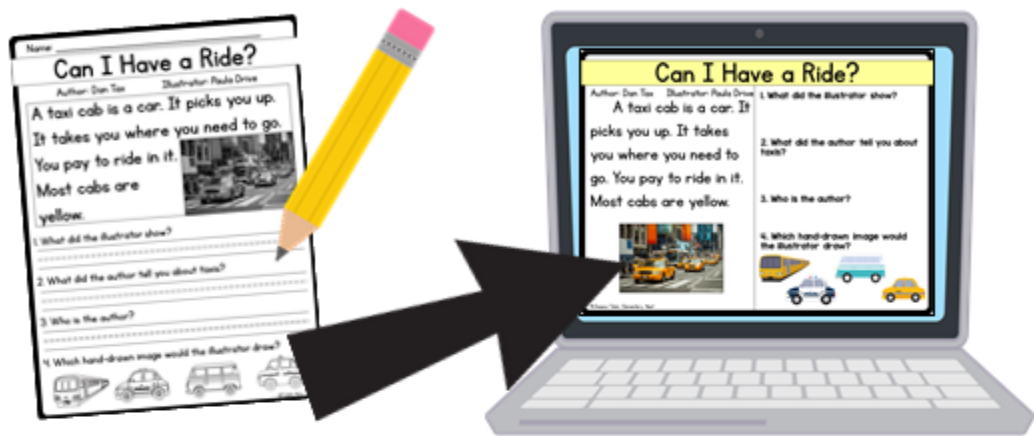 Name:
Can I Have a Ride?
Author: Dan Tax Illustrator: Paula Drive
A taxi cab is a car. It picks you up.
It takes you where you need to go.
You pay to ride in it.
Most cabs are
yellow.
1. What did the illustrator show?
2. What did the author tell you about taxis?
3. Who is the author?
4. Which hand-drawn image would the illustrator draw?
Can I Have a Ride?
Author: Dan Tax Illustrator: Paula Drive
A taxi cab is a car. It
picks you up. It takes
you where you need to
go. You pay to ride in it.
Most cabs are yellow.
1. What did the illustrator show?
2. What did the author tell you about
taxis?
3. Who is the author?
4. Which hand-drawn image would
the illustrator draw?